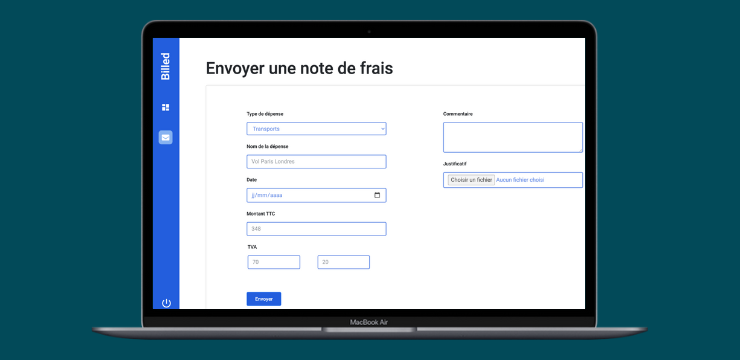 Billed
Envoyer une note de frais
Type de dépense
Transports
Nom de la dépense
Vol Paris Londres
Date
jj/mm/aaaa
Montant TTC
348
TVA
70
20
Envoyer
Commentaire
Justificatif
Choisir un fichier Aucun fichier choisi
MacBook Air